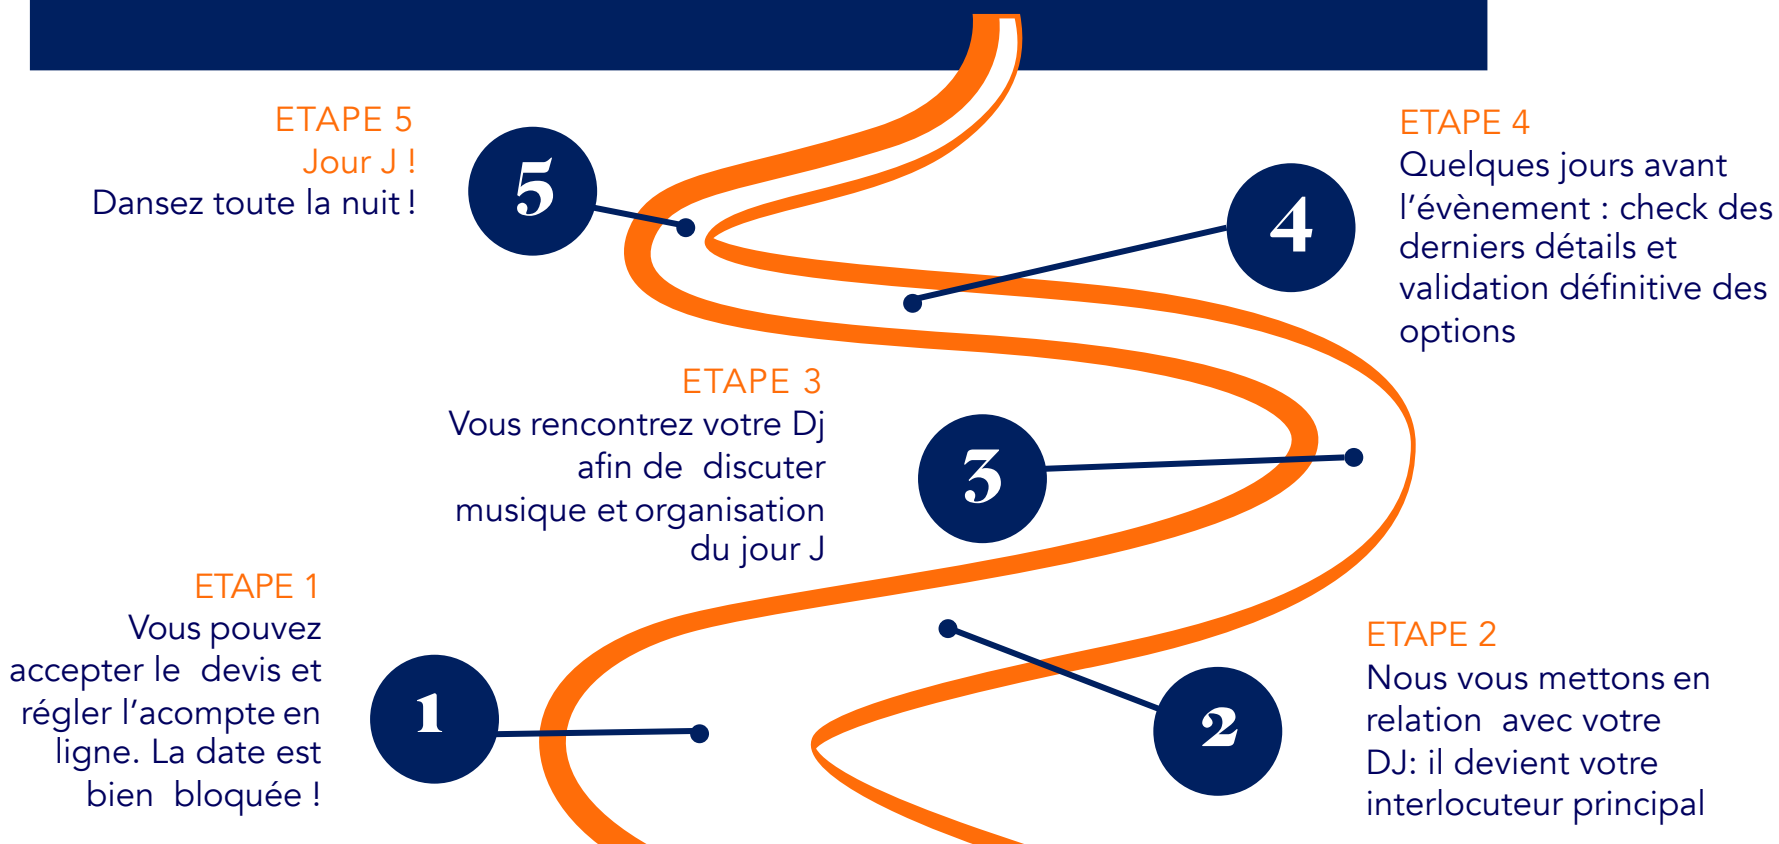 ETAPE 5
Jour J !
Dansez toute la nuit !
5
ETAPE 4
Quelques jours avant
l’évènement : check des
derniers détails et
validation définitive des
options
4
ETAPE 3
Vous rencontrez votre Dj
afin de discuter
musique et organisation
du jour J
3
ETAPE 1
Vous pouvez
accepter le devis et
régler l’acompte en
ligne. La date est
bien bloquée !
1
ETAPE 2
Nous vous mettons en
relation avec votre
DJ: il devient votre
interlocuteur principal
2